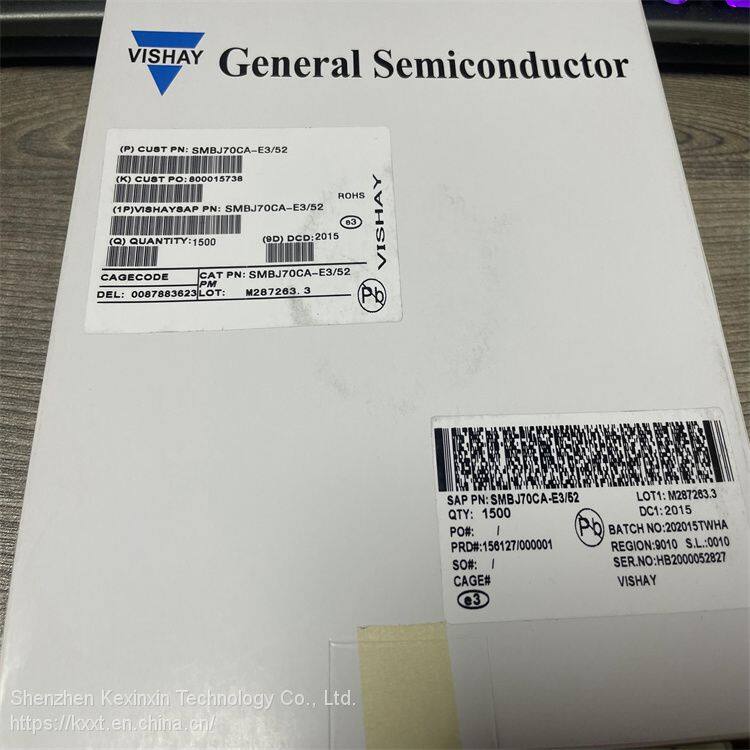 VISHAY General Semiconductor
(P) CUST PN: SMBJ70CA-E3/52
(K) CUST PO: 800015738
(1P)VISHAYSAP PN: SMBJ70CA-E3/52
(Q) QUANTITY:1500 (9D) DCD:2015
ROHS
e3
VISHAY
CAGECODE CAT PN: SMBJ70CA-E3/52
PM
DEL: 0087883623 LOT: M287263.3
Pb
SAP PN: SMBJ70CA-E3/52 LOT1: M287263.3
QTY: 1500 DC1: 2015
PO#: / BATCH NO:202015TWHA
PRD#:156127/000001 REGION:9010 S.L.:0010
SO#: / SER.NO:HB2000052827
CAGE# VISHAY
Pb
e3
Shenzhen Kexinxin Technology Co., Ltd.
https://kxxt.en.china.cn/